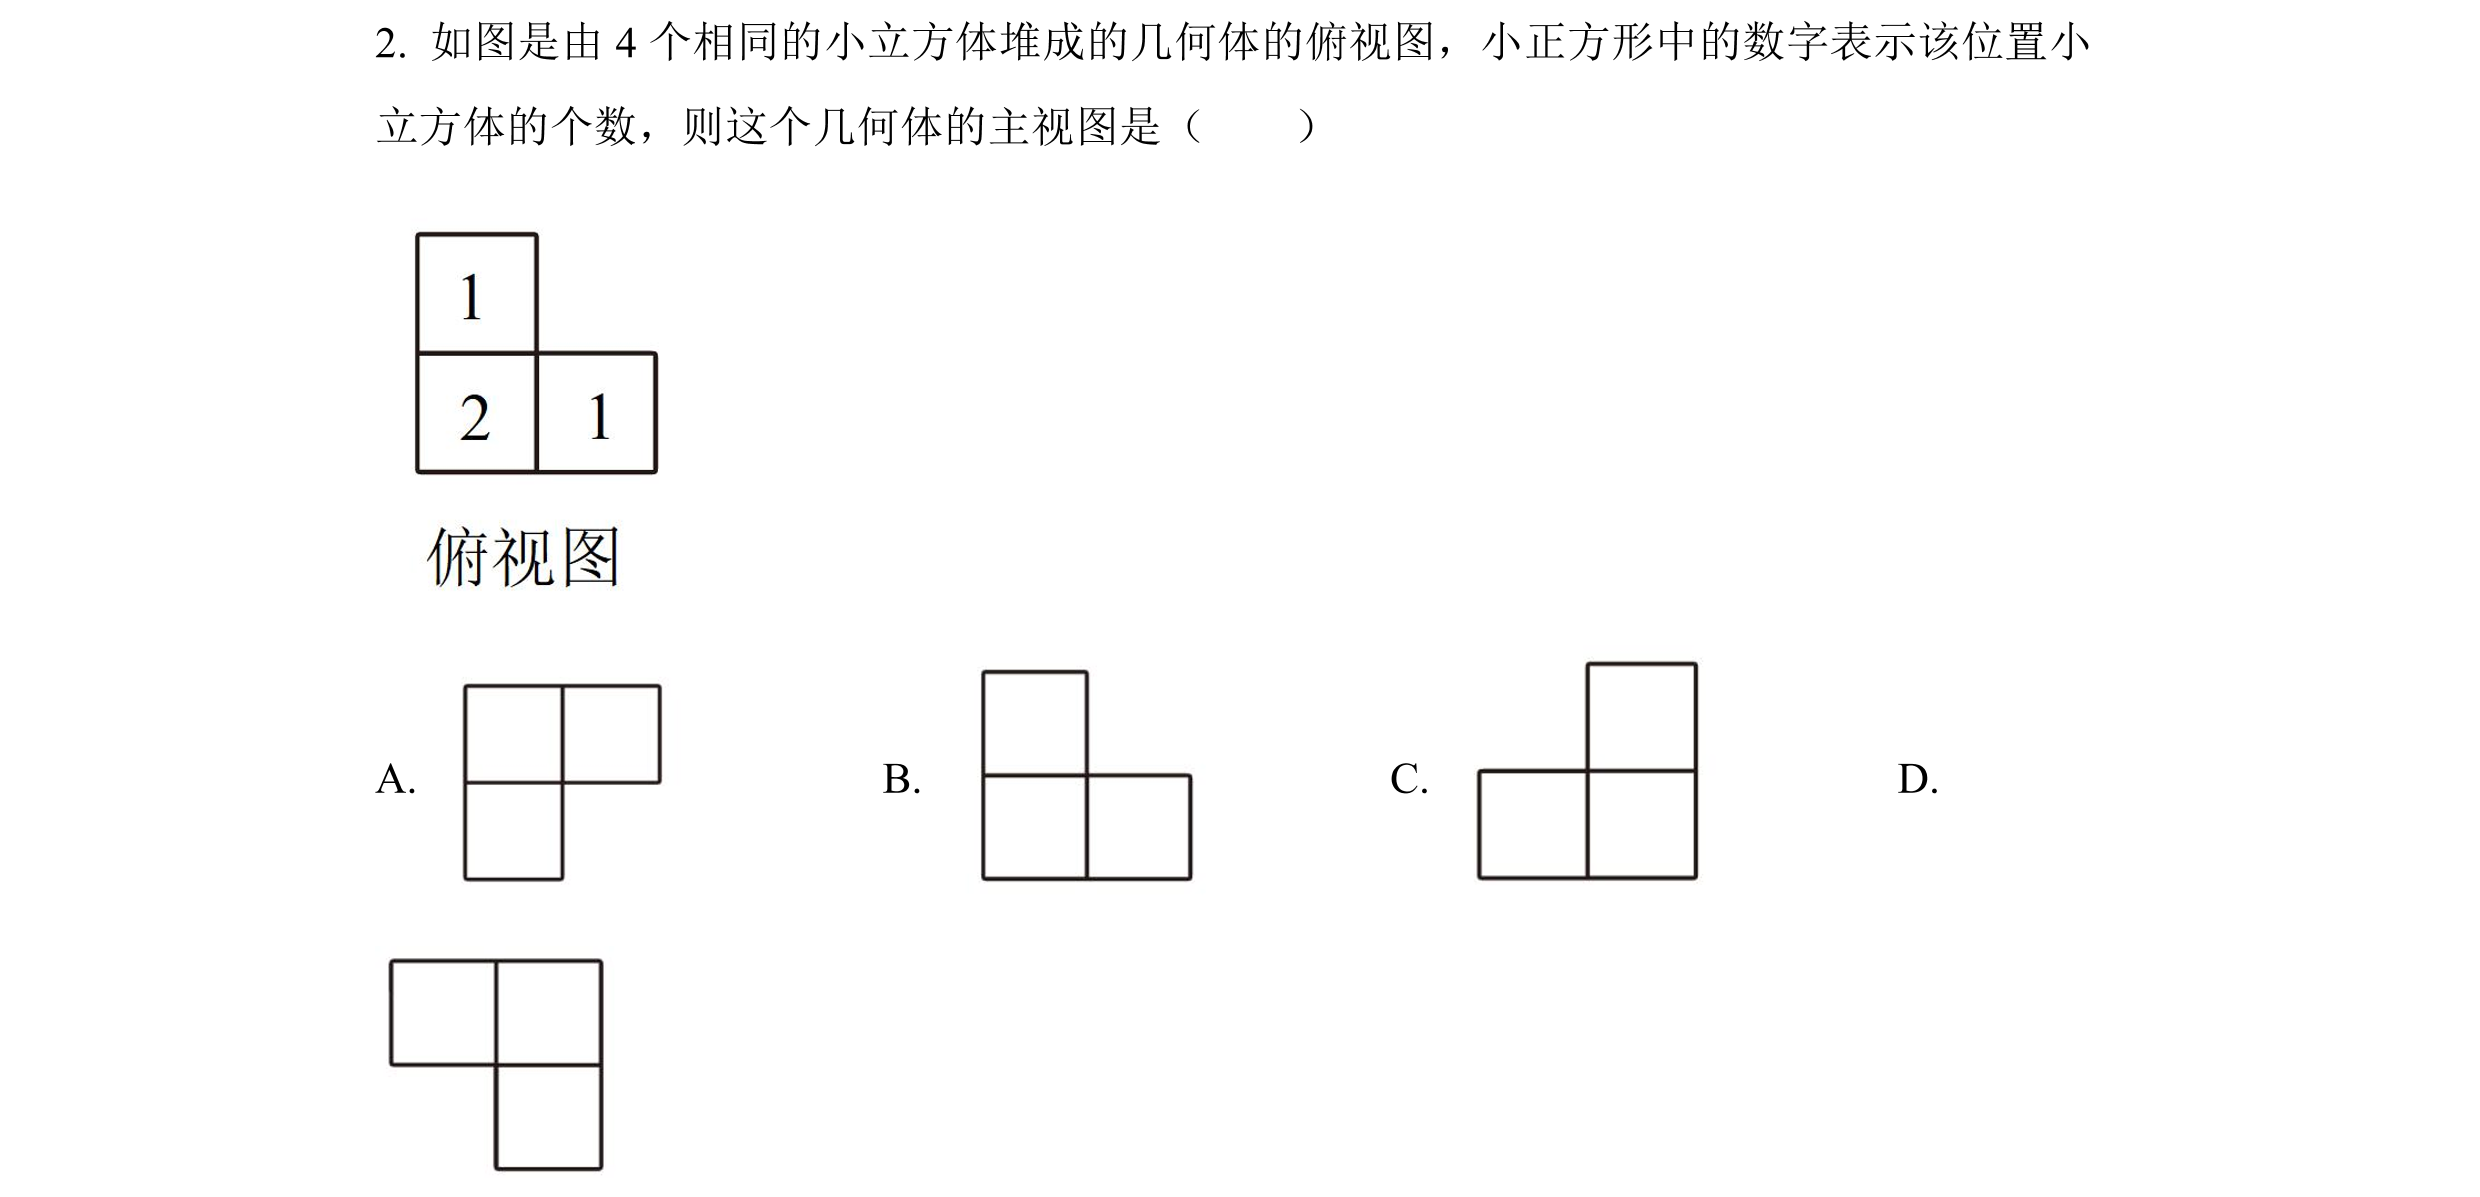 2. 如图是由 4 个相同的小立方体堆成的几何体的俯视图，小正方形中的数字表示该位置小
立方体的个数，则这个几何体的主视图是（　　）
1
2 1
俯视图
A. B. C. D.